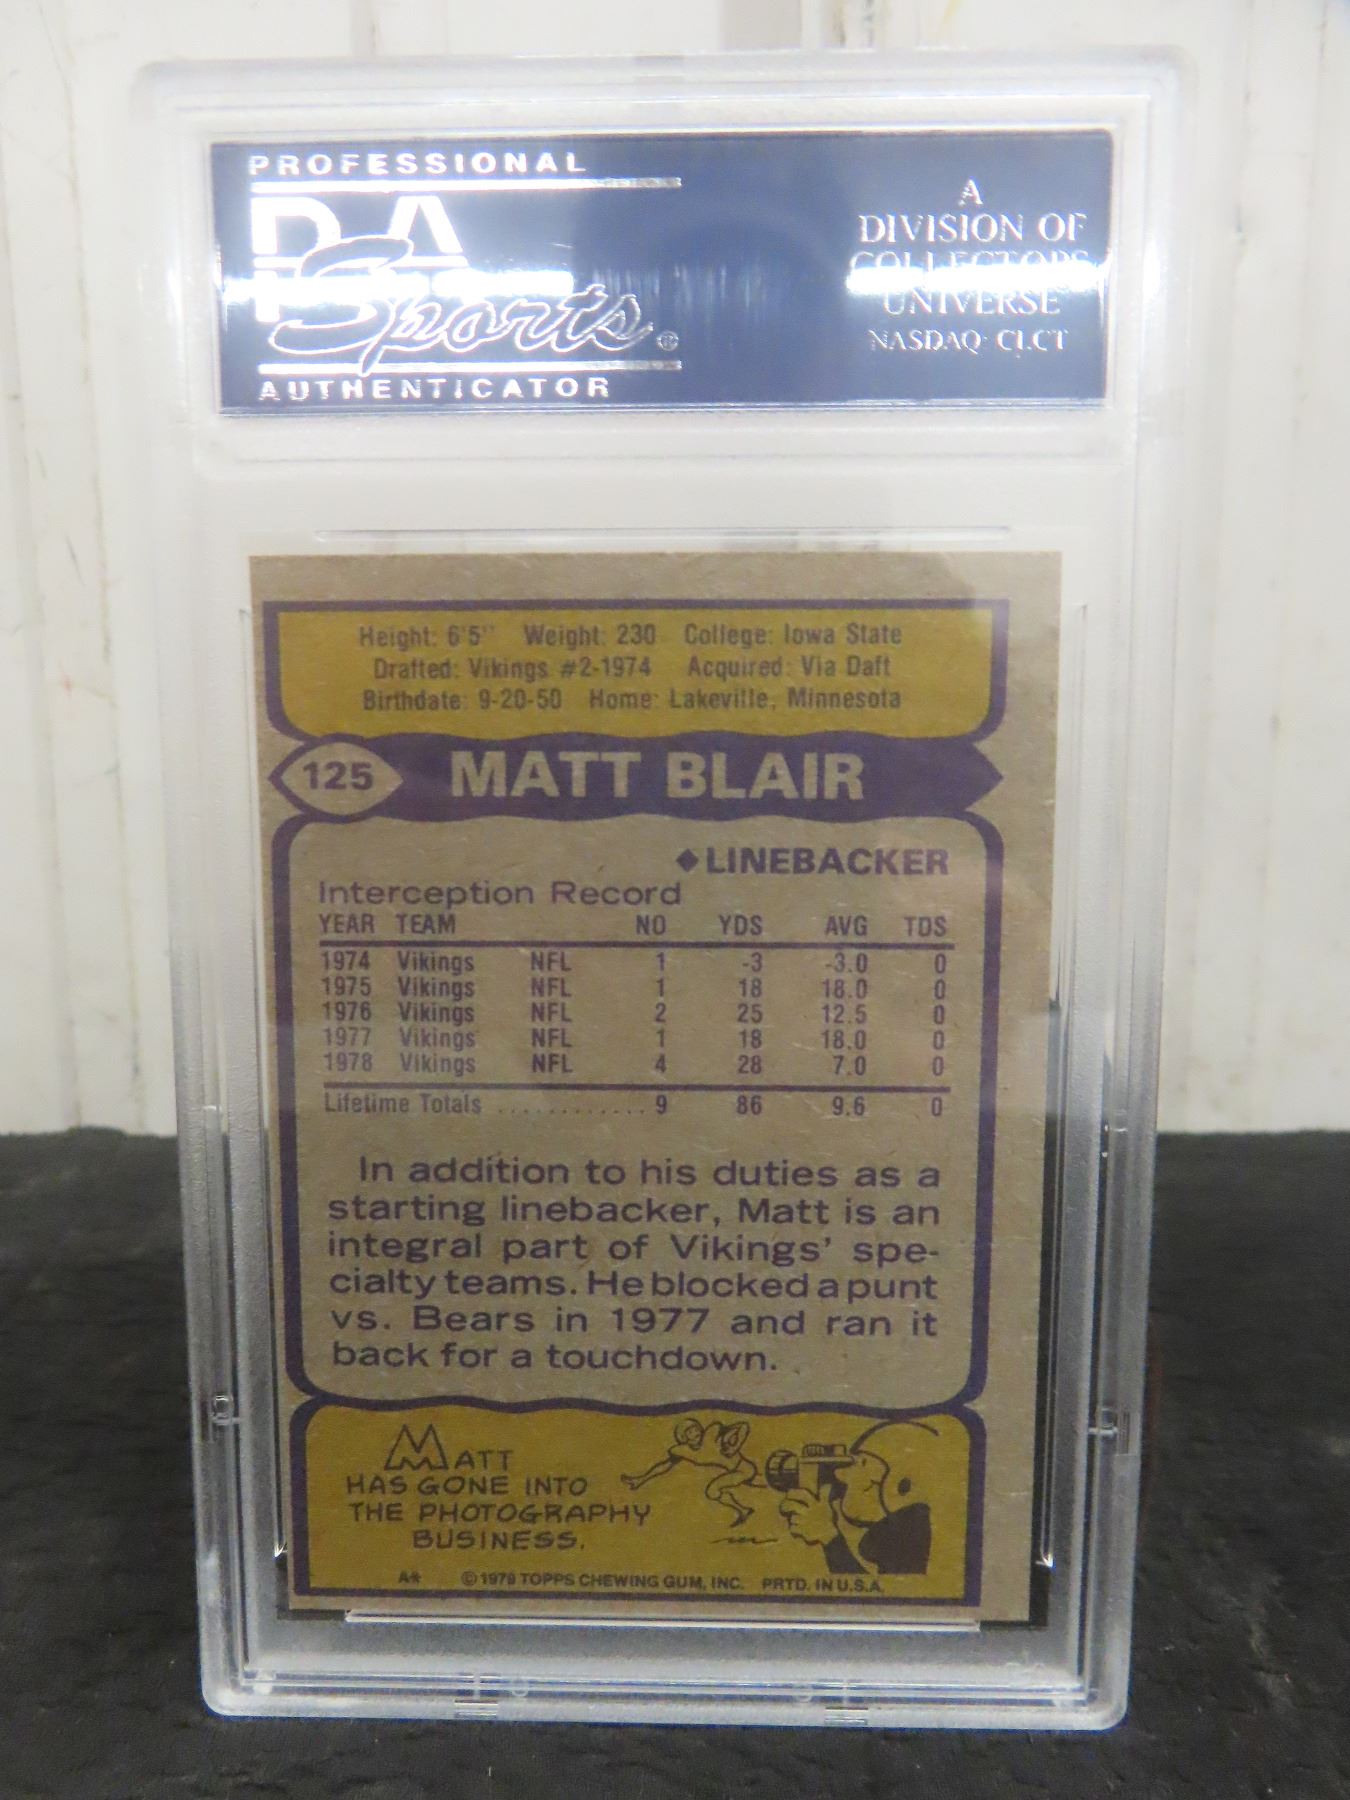 PROFESSIONAL
Sports®
AUTHENTICATOR
A
DIVISION OF
COLLECTORS
UNIVERSE
NASDAQ: CLCT
Height: 6'5" Weight: 230 College: Iowa State
Drafted: Vikings #2-1974 Acquired: Via Daft
Birthdate: 9-20-50 Home: Lakeville, Minnesota
125 MATT BLAIR
◆LINEBACKER
Interception Record
YEAR TEAM NO YDS AVG TDS
1974 Vikings NFL 1 -3 -3.0 0
1975 Vikings NFL 1 18 18.0 0
1976 Vikings NFL 2 25 12.5 0
1977 Vikings NFL 1 18 18.0 0
1978 Vikings NFL 4 28 7.0 0
Lifetime Totals ............ 9 86 9.6 0
In addition to his duties as a
starting linebacker, Matt is an
integral part of Vikings' spe-
cialty teams. He blocked a punt
vs. Bears in 1977 and ran it
back for a touchdown.
MATT
HAS GONE INTO
THE PHOTOGRAPHY
BUSINESS.
A* © 1979 TOPPS CHEWING GUM, INC. PRTD. IN U.S.A.